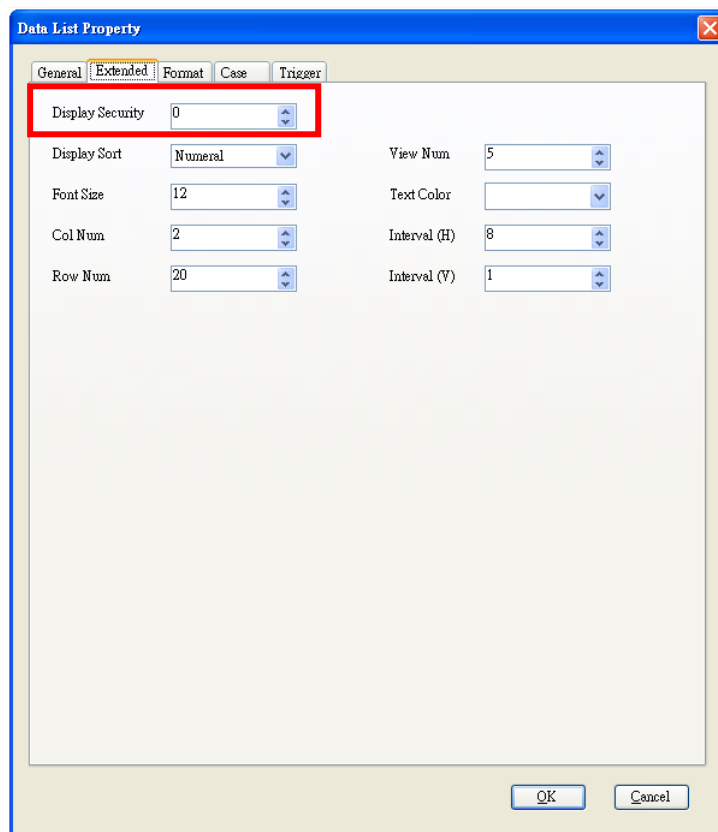 Data List Property
General Extended Format Case Trigger
Display Security 0
Display Sort Numeral View Num 5
Font Size 12 Text Color
Col Num 2 Interval (H) 8
Row Num 20 Interval (V) 1
OK Cancel